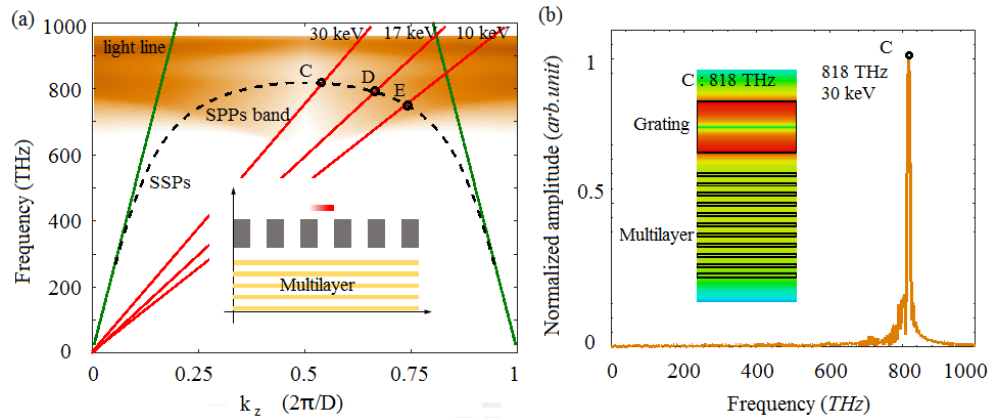 (a)
1000
800
600
400
200
0
Frequency (THz)
light line
30 keV
17 keV
10 keV
C
D
E
SPPs band
SSPs
Multilayer
0
0.25
0.5
0.75
1
k z (2π/D)
(b)
1
0.5
0
Normalized amplitude (arb.unit)
C : 818 THz
Grating
Multilayer
C
818 THz
30 keV
0
200
400
600
800
1000
Frequency (THz)